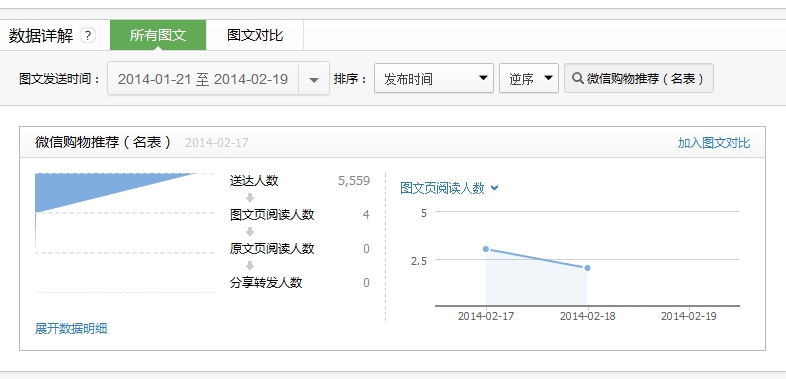 数据详解 ? 所有图文 图文对比
图文发送时间： 2014-01-21 至 2014-02-19 排序： 发布时间 逆序 微信购物推荐（名表）
微信购物推荐（名表） 2014-02-17 加入图文对比
送达人数 5,559
图文页阅读人数 4
原文页阅读人数 0
分享转发人数 0
展开数据明细
图文页阅读人数
5
2.5
2014-02-17 2014-02-18 2014-02-19